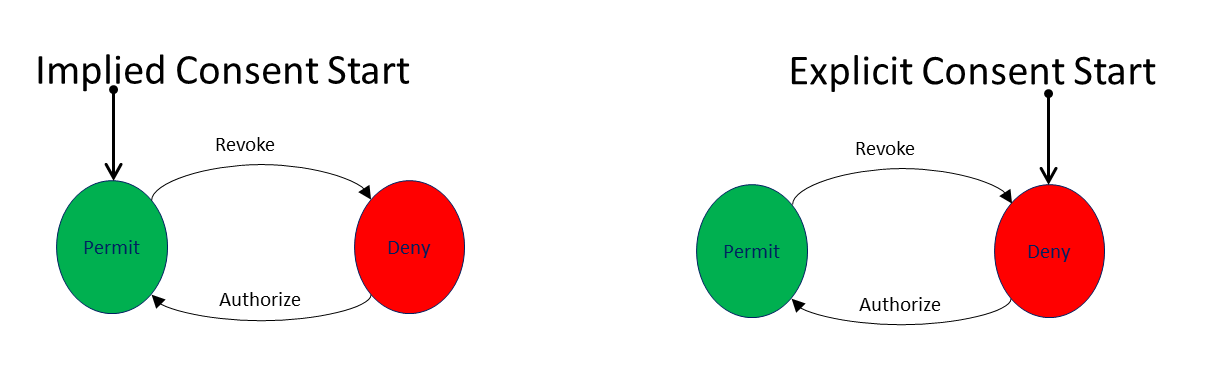 Implied Consent Start
Revoke
Permit
Deny
Authorize
Explicit Consent Start
Revoke
Permit
Deny
Authorize